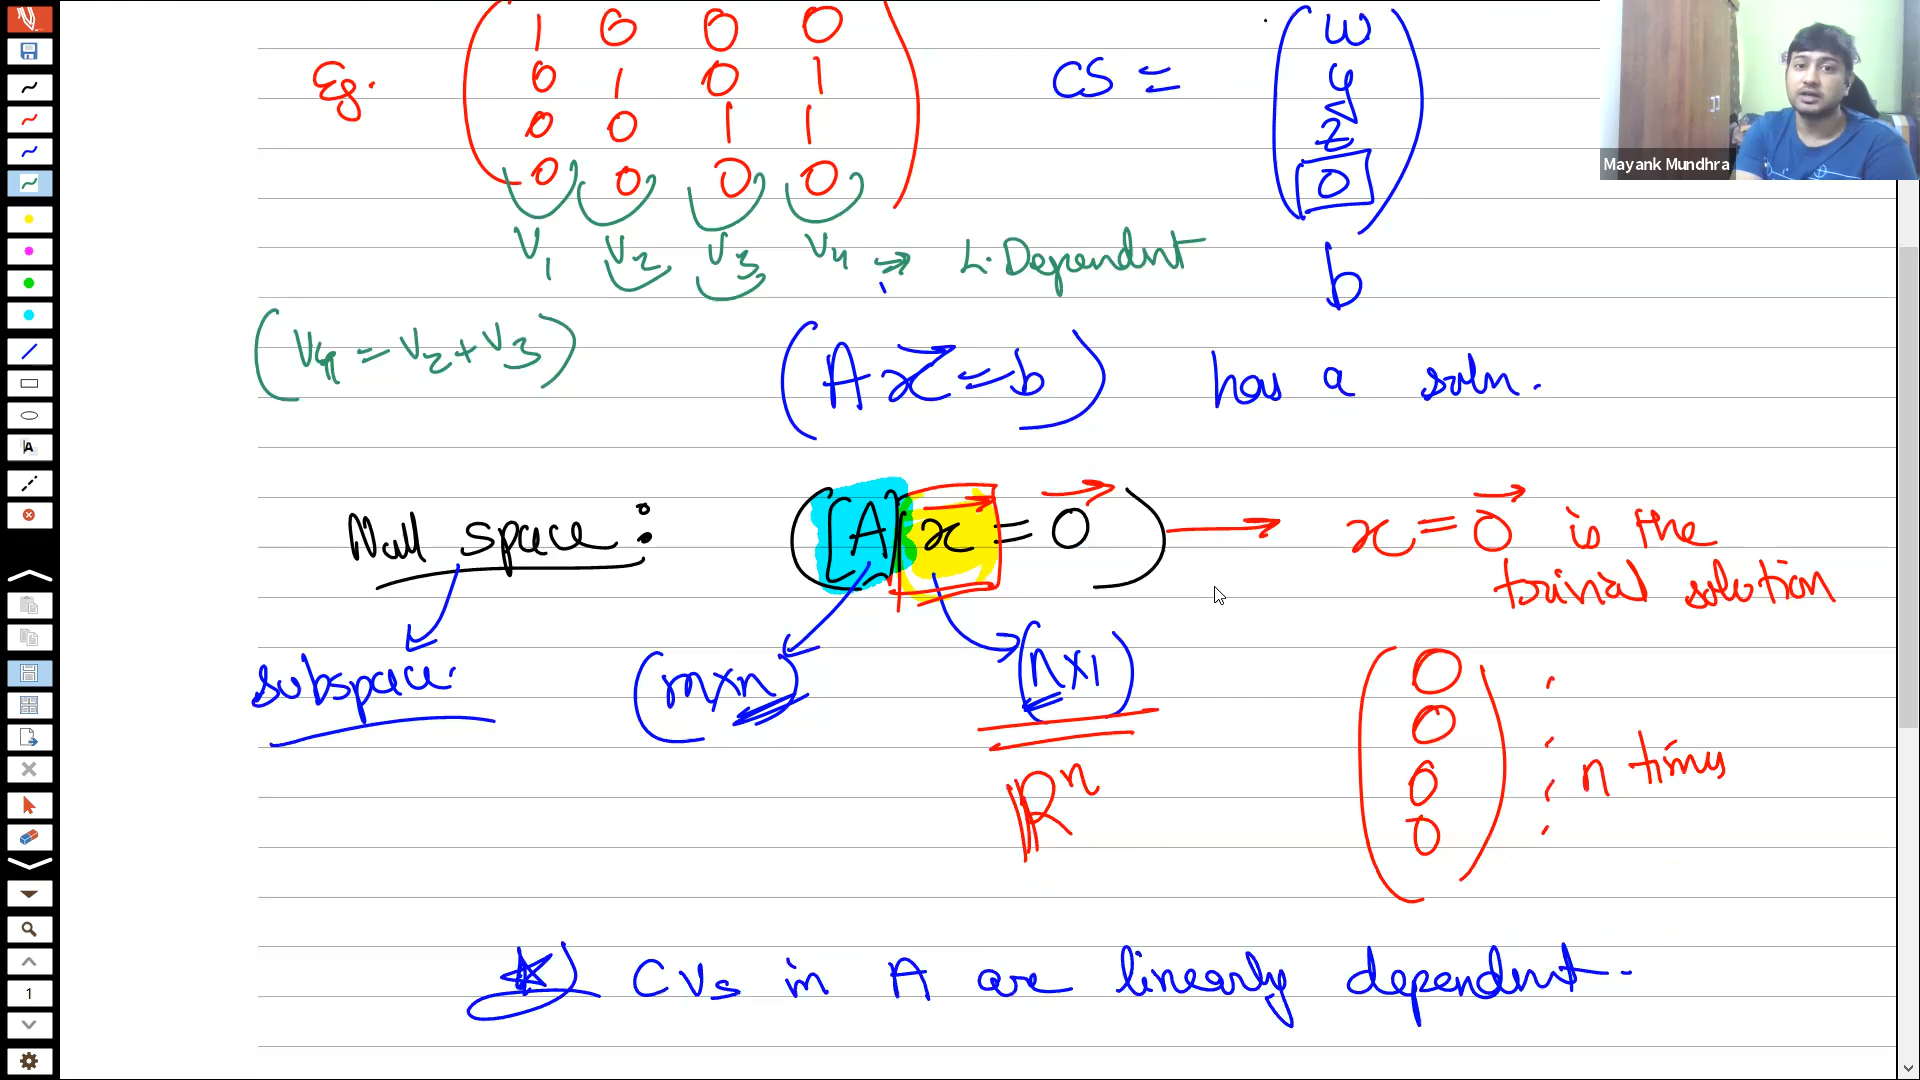 1 0 0 0
0 1 0 1
0 0 1 1
0 0 0 0
Eg.
CS =
w
y
z
0
Mayank Mundhra
V1 V2 V3 V4 → L. Dependent
b
(V4 = V2 + V3)
(Ax = b) has a soln.
Null space : ([A] x = 0) → x = 0 is the
trivial solution
subspace.
(m×n)
(n×1)
Rⁿ
0
0
0
0
n times
CVs in A are linearly dependent.
1